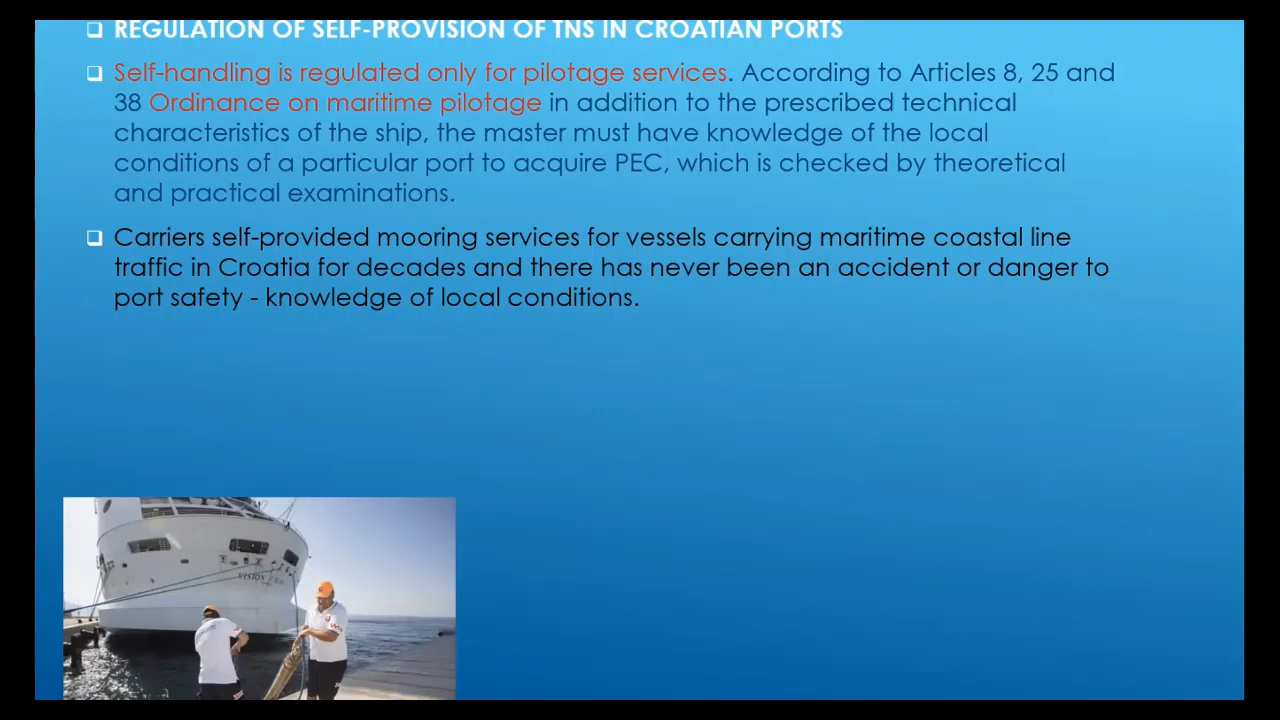 REGULATION OF SELF-PROVISION OF TNS IN CROATIAN PORTS
Self-handling is regulated only for pilotage services. According to Articles 8, 25 and
38 Ordinance on maritime pilotage in addition to the prescribed technical
characteristics of the ship, the master must have knowledge of the local
conditions of a particular port to acquire PEC, which is checked by theoretical
and practical examinations.
Carriers self-provided mooring services for vessels carrying maritime coastal line
traffic in Croatia for decades and there has never been an accident or danger to
port safety - knowledge of local conditions.